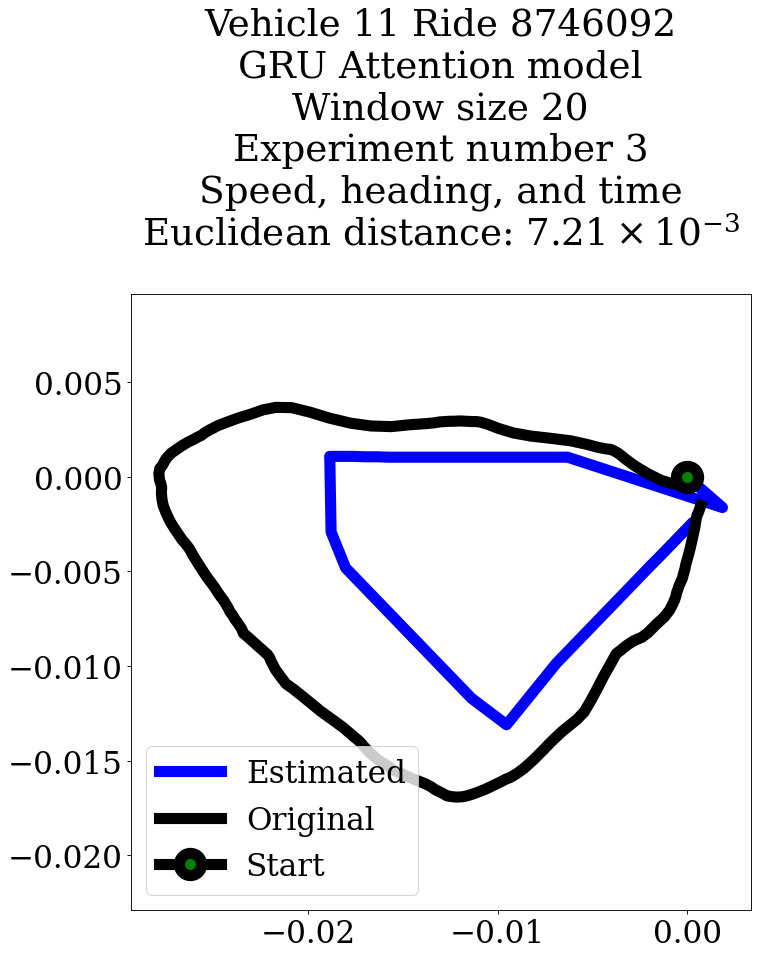 Vehicle 11 Ride 8746092
GRU Attention model
Window size 20
Experiment number 3
Speed, heading, and time
Euclidean distance: 7.21 × 10⁻³
0.005
0.000
−0.005
−0.010
−0.015
−0.020
Estimated
Original
Start
−0.02
−0.01
0.00